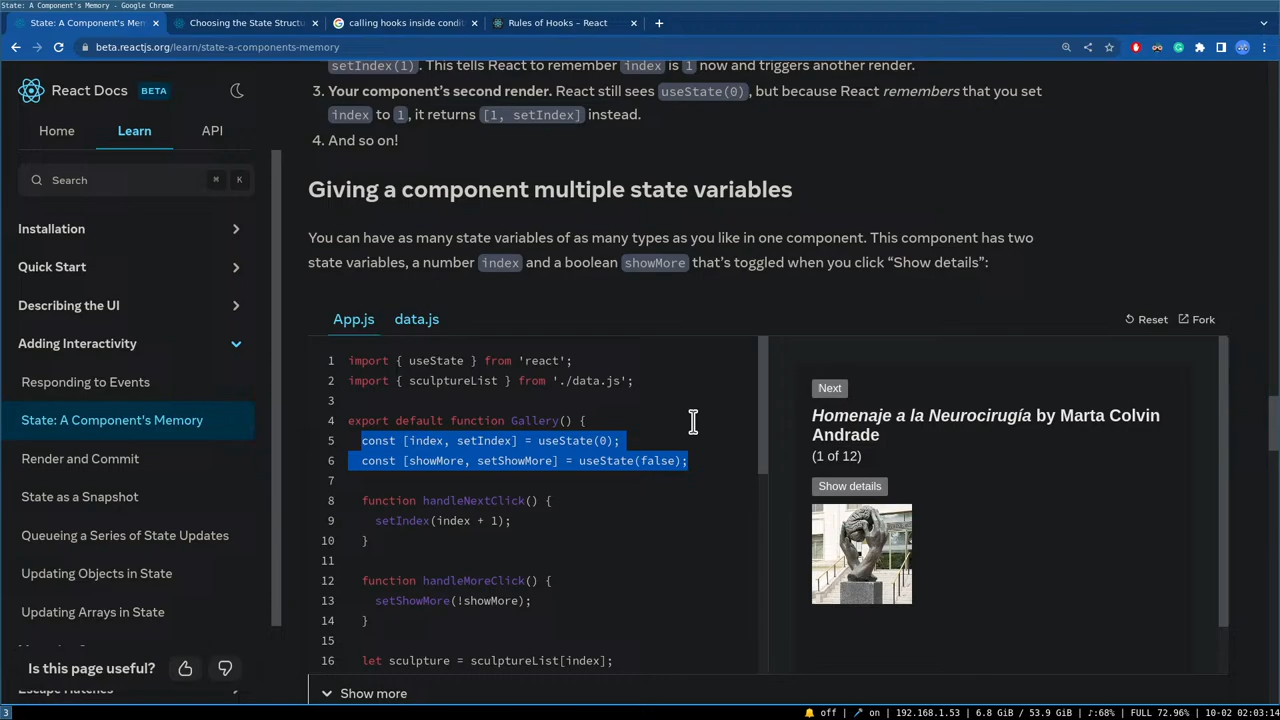 State: A Component's Memory - Google Chrome
State: A Component's Mem
Choosing the State Structu
calling hooks inside condit
Rules of Hooks – React
beta.reactjs.org/learn/state-a-components-memory
React Docs BETA
Home Learn API
Search ⌘ K
Installation
Quick Start
Describing the UI
Adding Interactivity
Responding to Events
State: A Component's Memory
Render and Commit
State as a Snapshot
Queueing a Series of State Updates
Updating Objects in State
Updating Arrays in State
Is this page useful?
Escape Hatches
setIndex(1). This tells React to remember index is 1 now and triggers another render.
3. Your component's second render. React still sees useState(0), but because React remembers that you set
index to 1, it returns [1, setIndex] instead.
4. And so on!
Giving a component multiple state variables
You can have as many state variables of as many types as you like in one component. This component has two
state variables, a number index and a boolean showMore that's toggled when you click “Show details”:
App.js data.js
Reset Fork
1 import { useState } from 'react';
2 import { sculptureList } from './data.js';
3
4 export default function Gallery() {
5 const [index, setIndex] = useState(0);
6 const [showMore, setShowMore] = useState(false);
7
8 function handleNextClick() {
9 setIndex(index + 1);
10 }
11
12 function handleMoreClick() {
13 setShowMore(!showMore);
14 }
15
16 let sculpture = sculptureList[index];
Show more
Next
Homenaje a la Neurocirugía by Marta Colvin
Andrade
(1 of 12)
Show details
3
off | on | 192.168.1.53 | 6.8 GiB / 53.9 GiB | ♪:68% | FULL 72.96% | 10-02 02:03:14